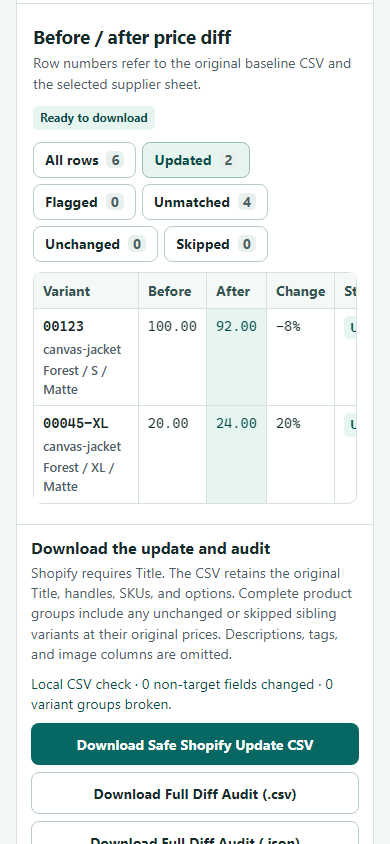 Before / after price diff
Row numbers refer to the original baseline CSV and
the selected supplier sheet.
Ready to download
All rows 6 Updated 2
Flagged 0 Unmatched 4
Unchanged 0 Skipped 0
Variant Before After Change
00123 100.00 92.00 −8%
canvas-jacket
Forest / S /
Matte
00045-XL 20.00 24.00 20%
canvas-jacket
Forest / XL /
Matte
Download the update and audit
Shopify requires Title. The CSV retains the original
Title, handles, SKUs, and options. Complete product
groups include any unchanged or skipped sibling
variants at their original prices. Descriptions, tags,
and image columns are omitted.
Local CSV check · 0 non-target fields changed · 0
variant groups broken.
Download Safe Shopify Update CSV
Download Full Diff Audit (.csv)
Download Full Diff Audit (.json)